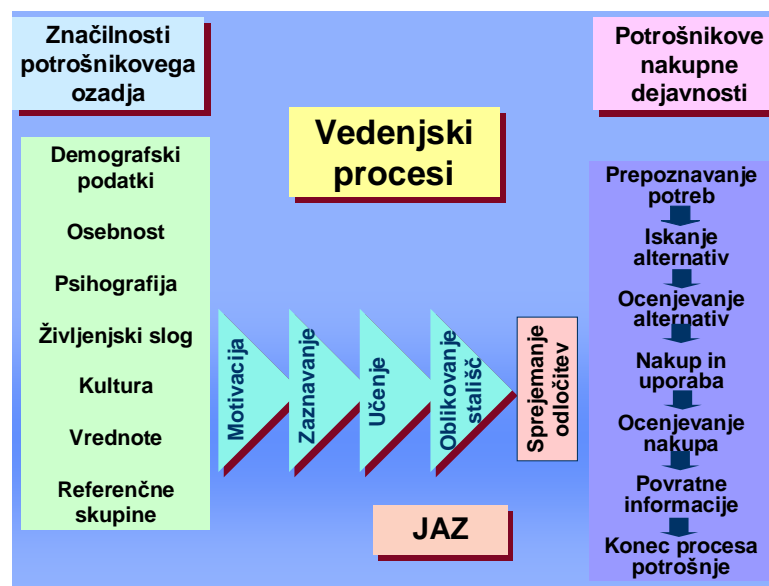 Značilnosti
potrošnikovega
ozadja
Demografski
podatki
Osebnost
Psihografija
Življenjski slog
Kultura
Vrednote
Referenčne
skupine
Vedenjski
procesi
Motivacija
Zaznavanje
Učenje
Oblikovanje
stališč
Sprejemanje
odločitev
JAZ
Potrošnikove
nakupne
dejavnosti
Prepoznavanje
potreb
Iskanje
alternativ
Ocenjevanje
alternativ
Nakup in
uporaba
Ocenjevanje
nakupa
Povratne
informacije
Konec procesa
potrošnje